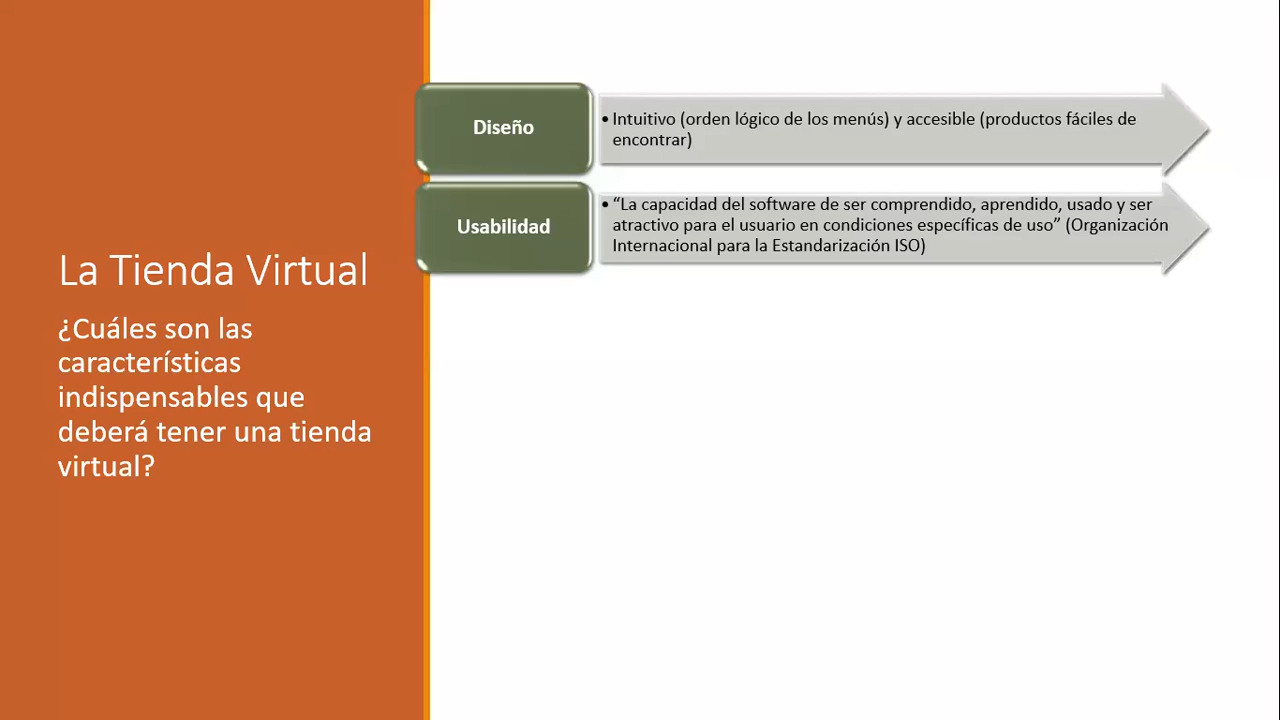 La Tienda Virtual
¿Cuáles son las
características
indispensables que
deberá tener una tienda
virtual?
Diseño
• Intuitivo (orden lógico de los menús) y accesible (productos fáciles de
encontrar)
Usabilidad
• “La capacidad del software de ser comprendido, aprendido, usado y ser
atractivo para el usuario en condiciones específicas de uso” (Organización
Internacional para la Estandarización ISO)